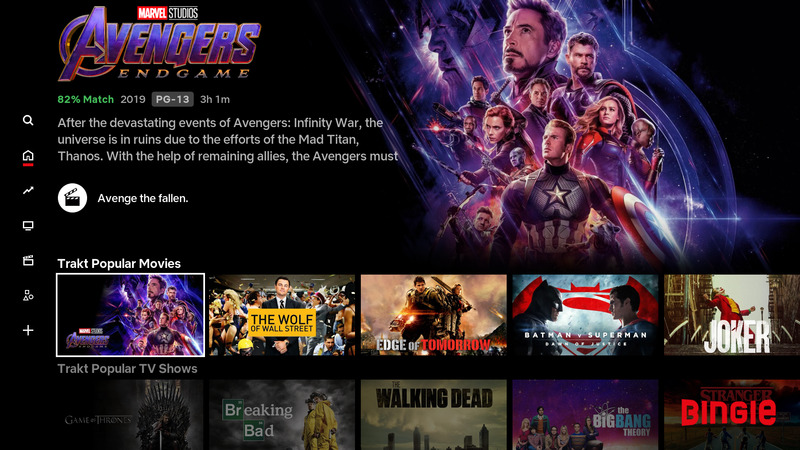 MARVEL STUDIOS
AVENGERS
ENDGAME
82% Match 2019 PG-13 3h 1m
After the devastating events of Avengers: Infinity War, the
universe is in ruins due to the efforts of the Mad Titan,
Thanos. With the help of remaining allies, the Avengers must
Avenge the fallen.
Trakt Popular Movies
MARVEL STUDIOS
AVENGERS
ENDGAME
THE WOLF
OF WALL STREET
EDGE OF TOMORROW
BATMAN V SUPERMAN
DAWN OF JUSTICE
JOKER
Trakt Popular TV Shows
GAME OF THRONES
Breaking
Bad
THE
WALKING DEAD
the
BIGBANG
THEORY
STRANGER
BINGIE